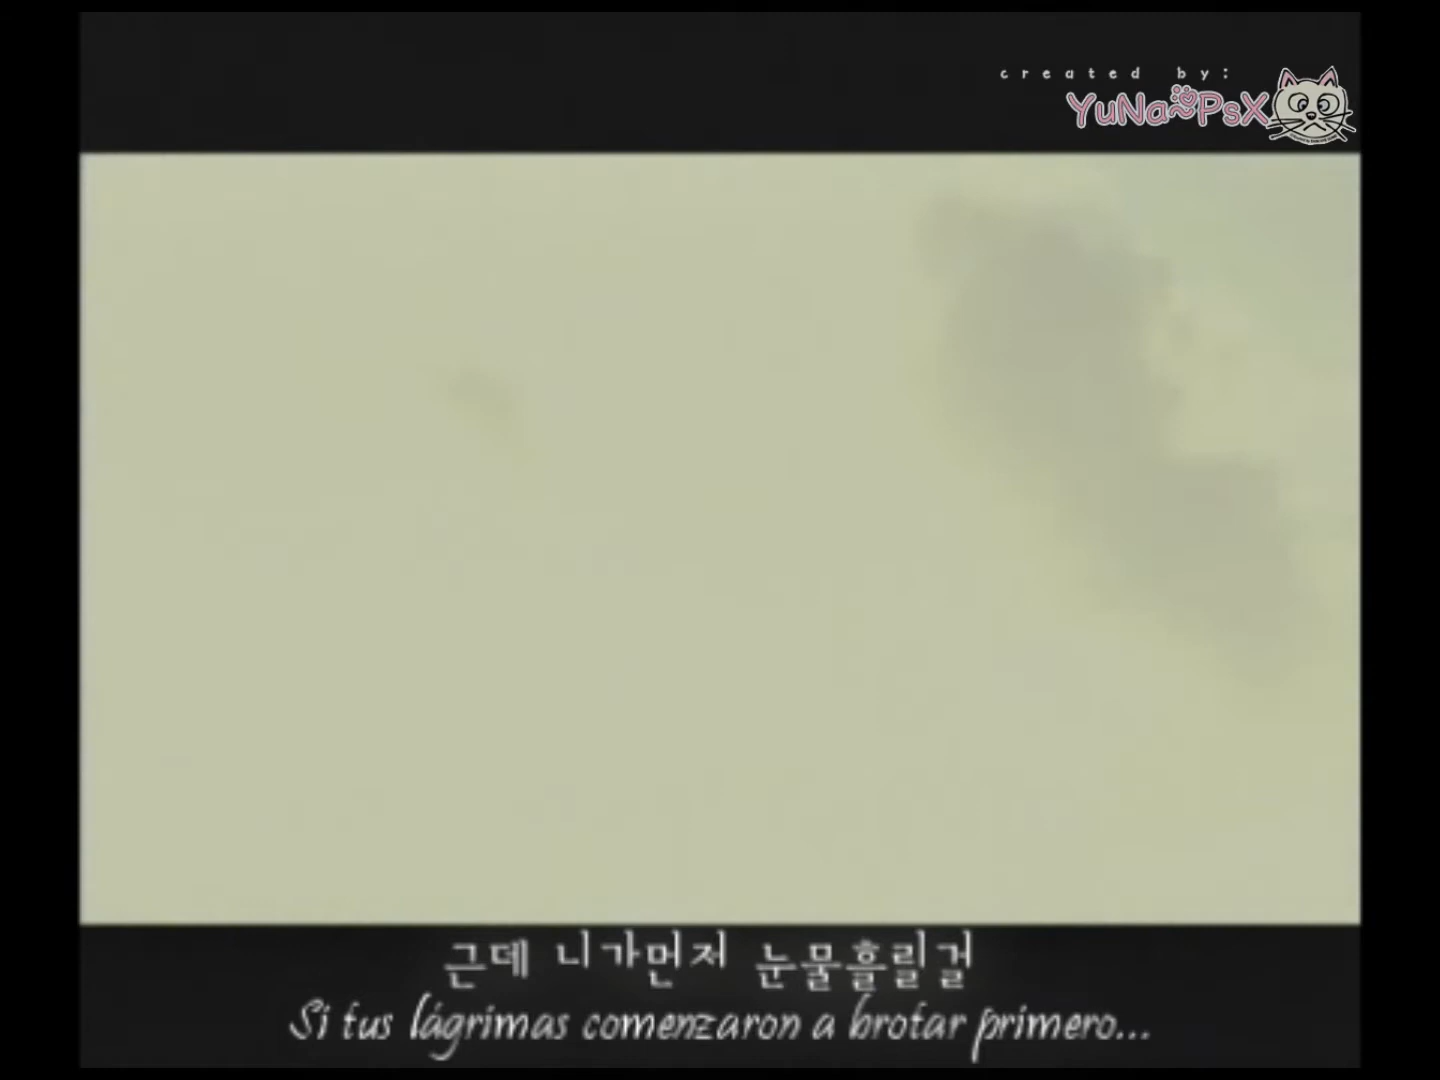 created by:
YuNa PsX
근데 니가먼저 눈물흘릴걸
Si tus lágrimas comenzaron a brotar primero...